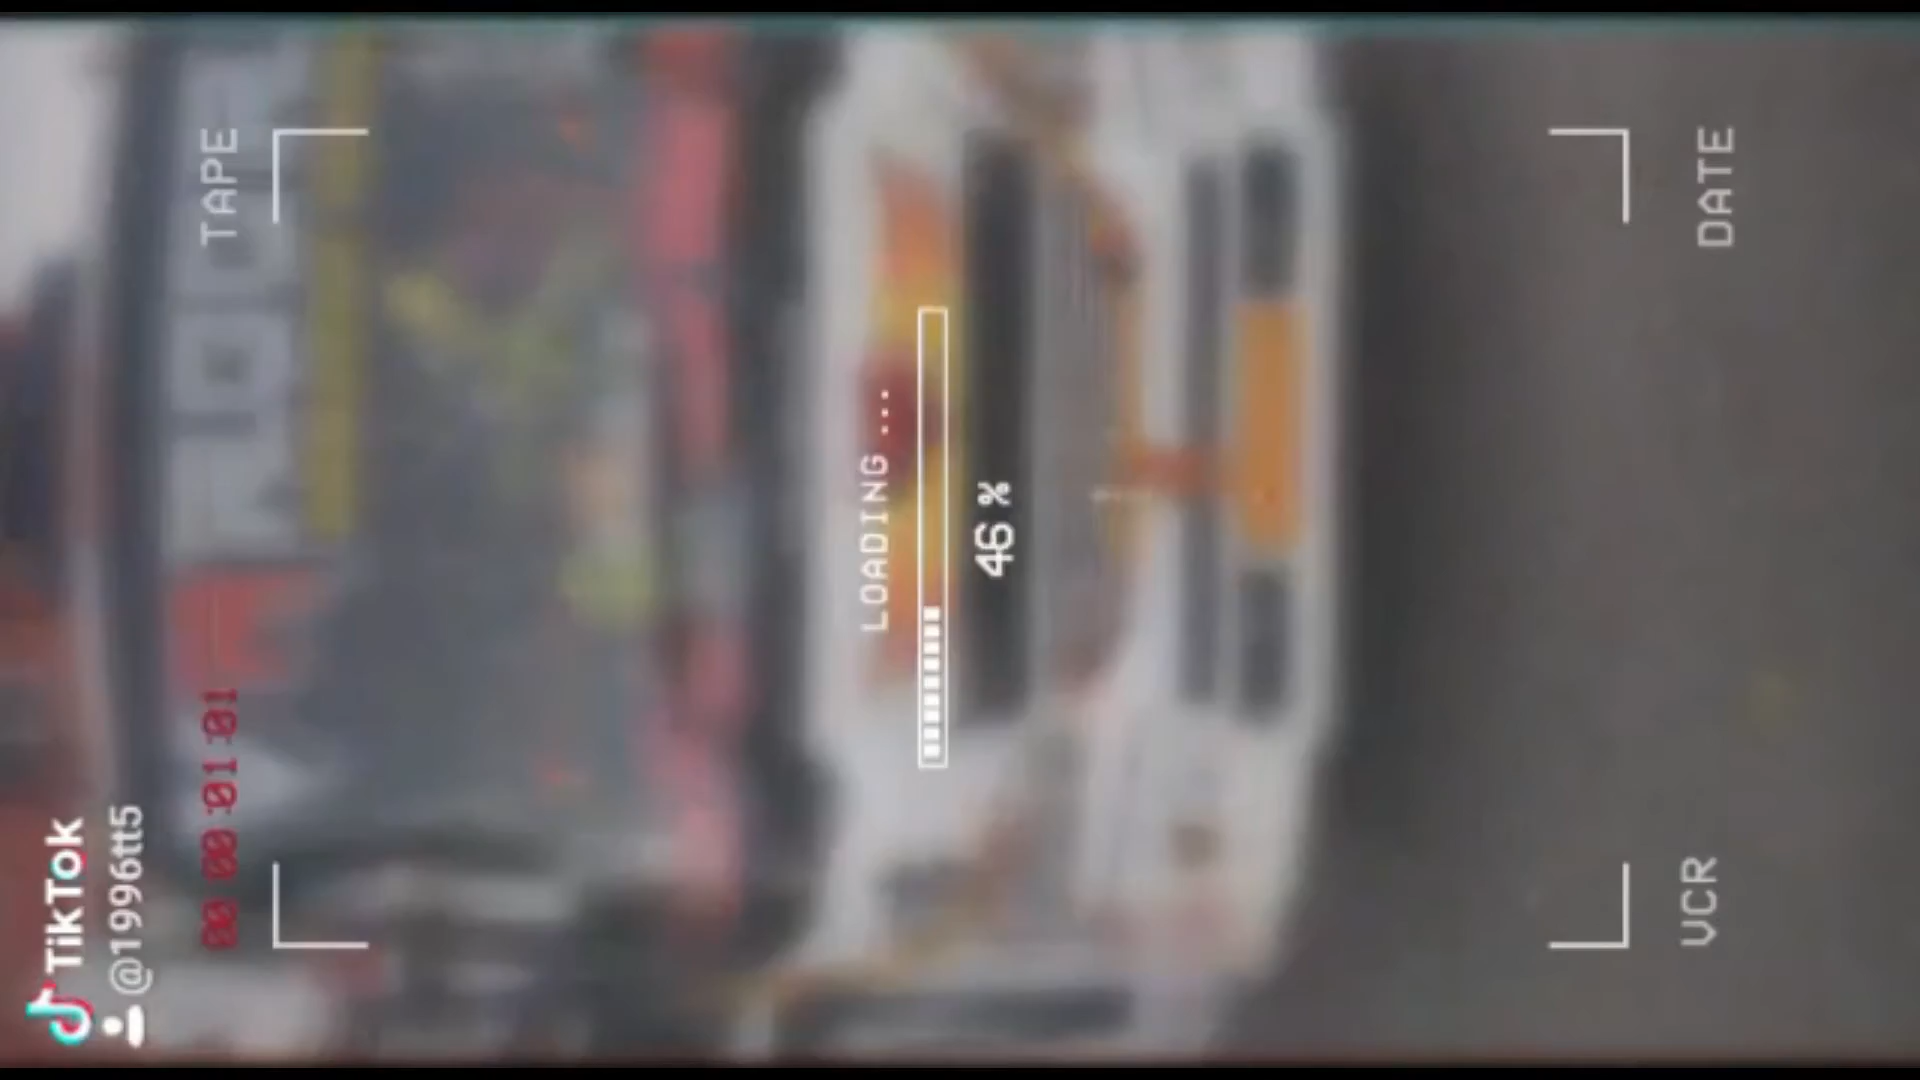 TikTok
@1996tt5
00 00:01:01
TAPE
LOADING ...
46 %
VCR
DATE